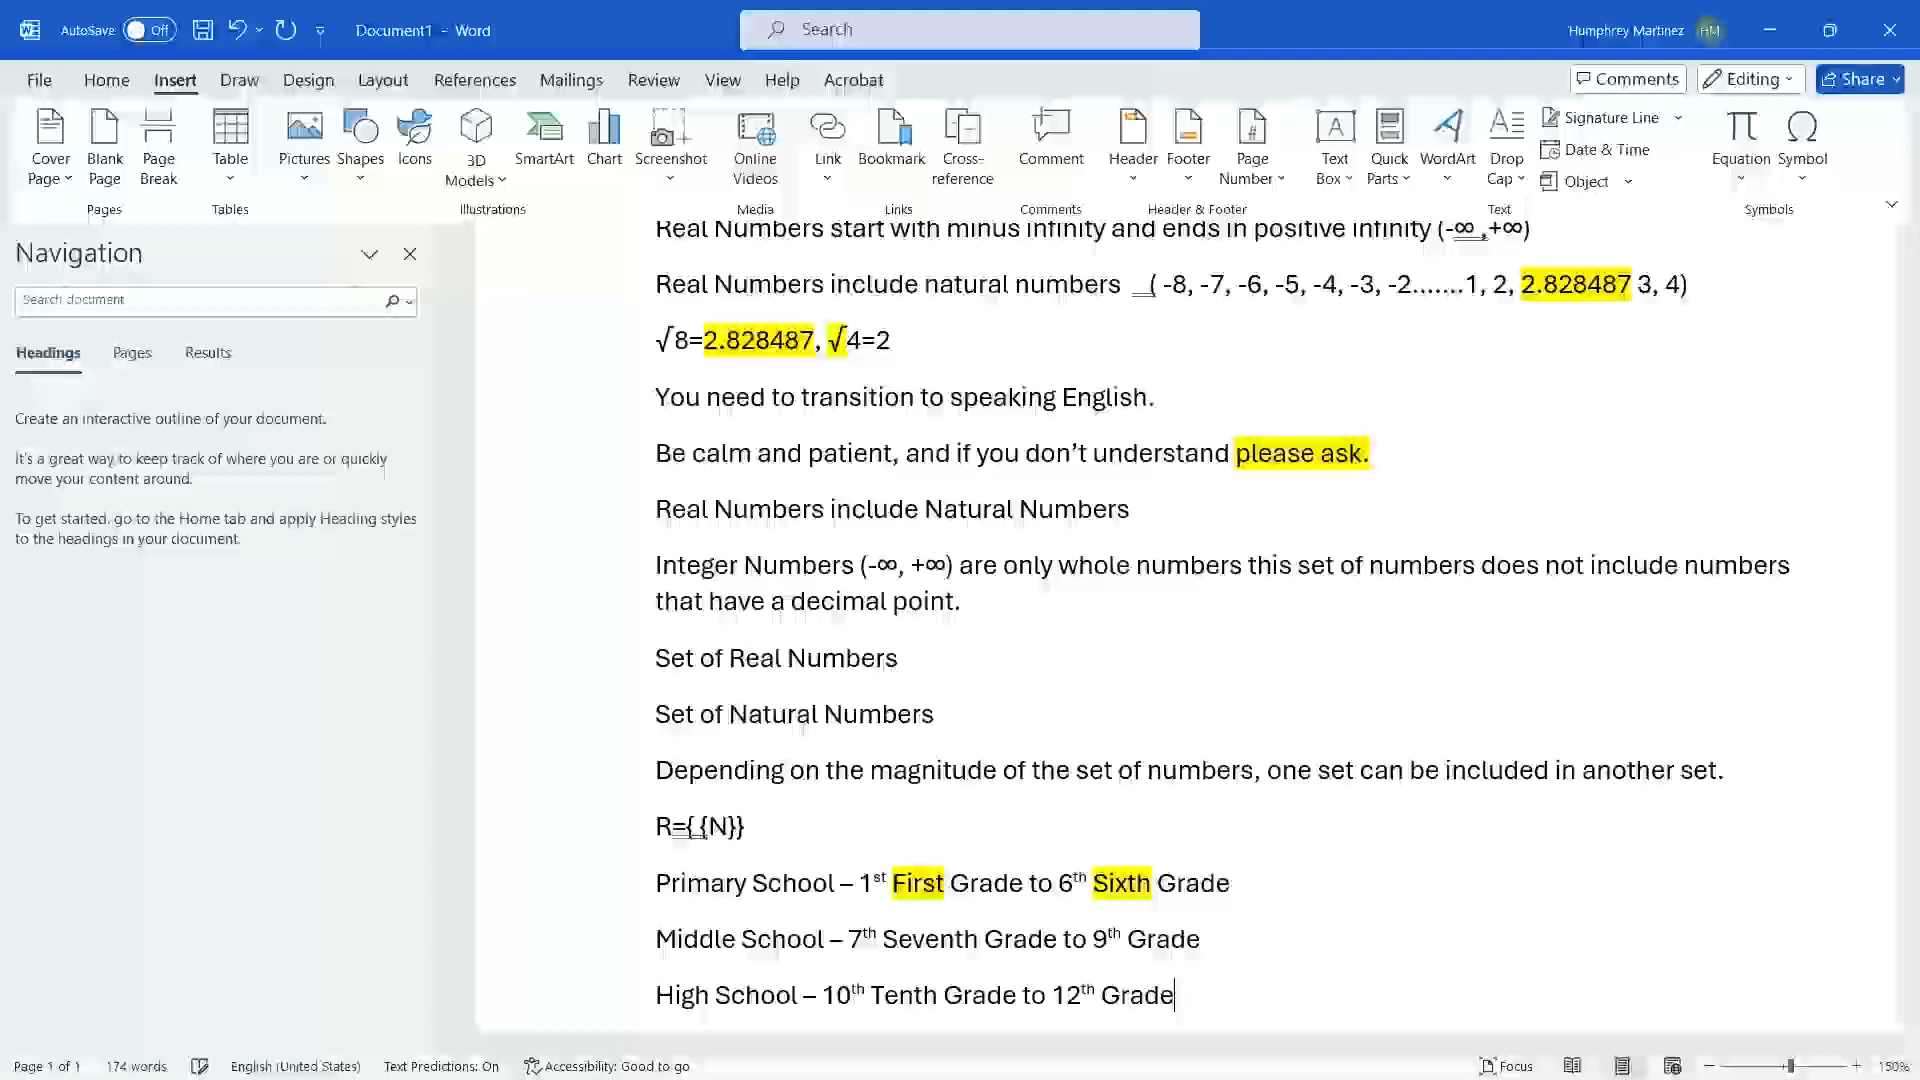 AutoSave Off Document1 - Word Search Humphrey Martinez HM
File Home Insert Draw Design Layout References Mailings Review View Help Acrobat Comments Editing Share
Cover Page Blank Page Page Break Table Pictures Shapes Icons 3D Models SmartArt Chart Screenshot Online Videos Link Bookmark Cross-reference Comment Header Footer Page Number Text Box Quick Parts WordArt Drop Cap Signature Line Date & Time Object Equation Symbol
Pages Tables Illustrations Media Links Comments Header & Footer Text Symbols
Navigation
Search document
Headings Pages Results
Create an interactive outline of your document.
It's a great way to keep track of where you are or quickly
move your content around.
To get started, go to the Home tab and apply Heading styles
to the headings in your document.
Real Numbers start with minus infinity and ends in positive infinity (-∞ ,+∞)
Real Numbers include natural numbers ( -8, -7, -6, -5, -4, -3, -2.......1, 2, 2.828487 3, 4)
√8=2.828487, √4=2
You need to transition to speaking English.
Be calm and patient, and if you don’t understand please ask.
Real Numbers include Natural Numbers
Integer Numbers (-∞, +∞) are only whole numbers this set of numbers does not include numbers
that have a decimal point.
Set of Real Numbers
Set of Natural Numbers
Depending on the magnitude of the set of numbers, one set can be included in another set.
R={ {N}}
Primary School – 1st First Grade to 6th Sixth Grade
Middle School – 7th Seventh Grade to 9th Grade
High School – 10th Tenth Grade to 12th Grade
Page 1 of 1 174 words English (United States) Text Predictions: On Accessibility: Good to go Focus 150%